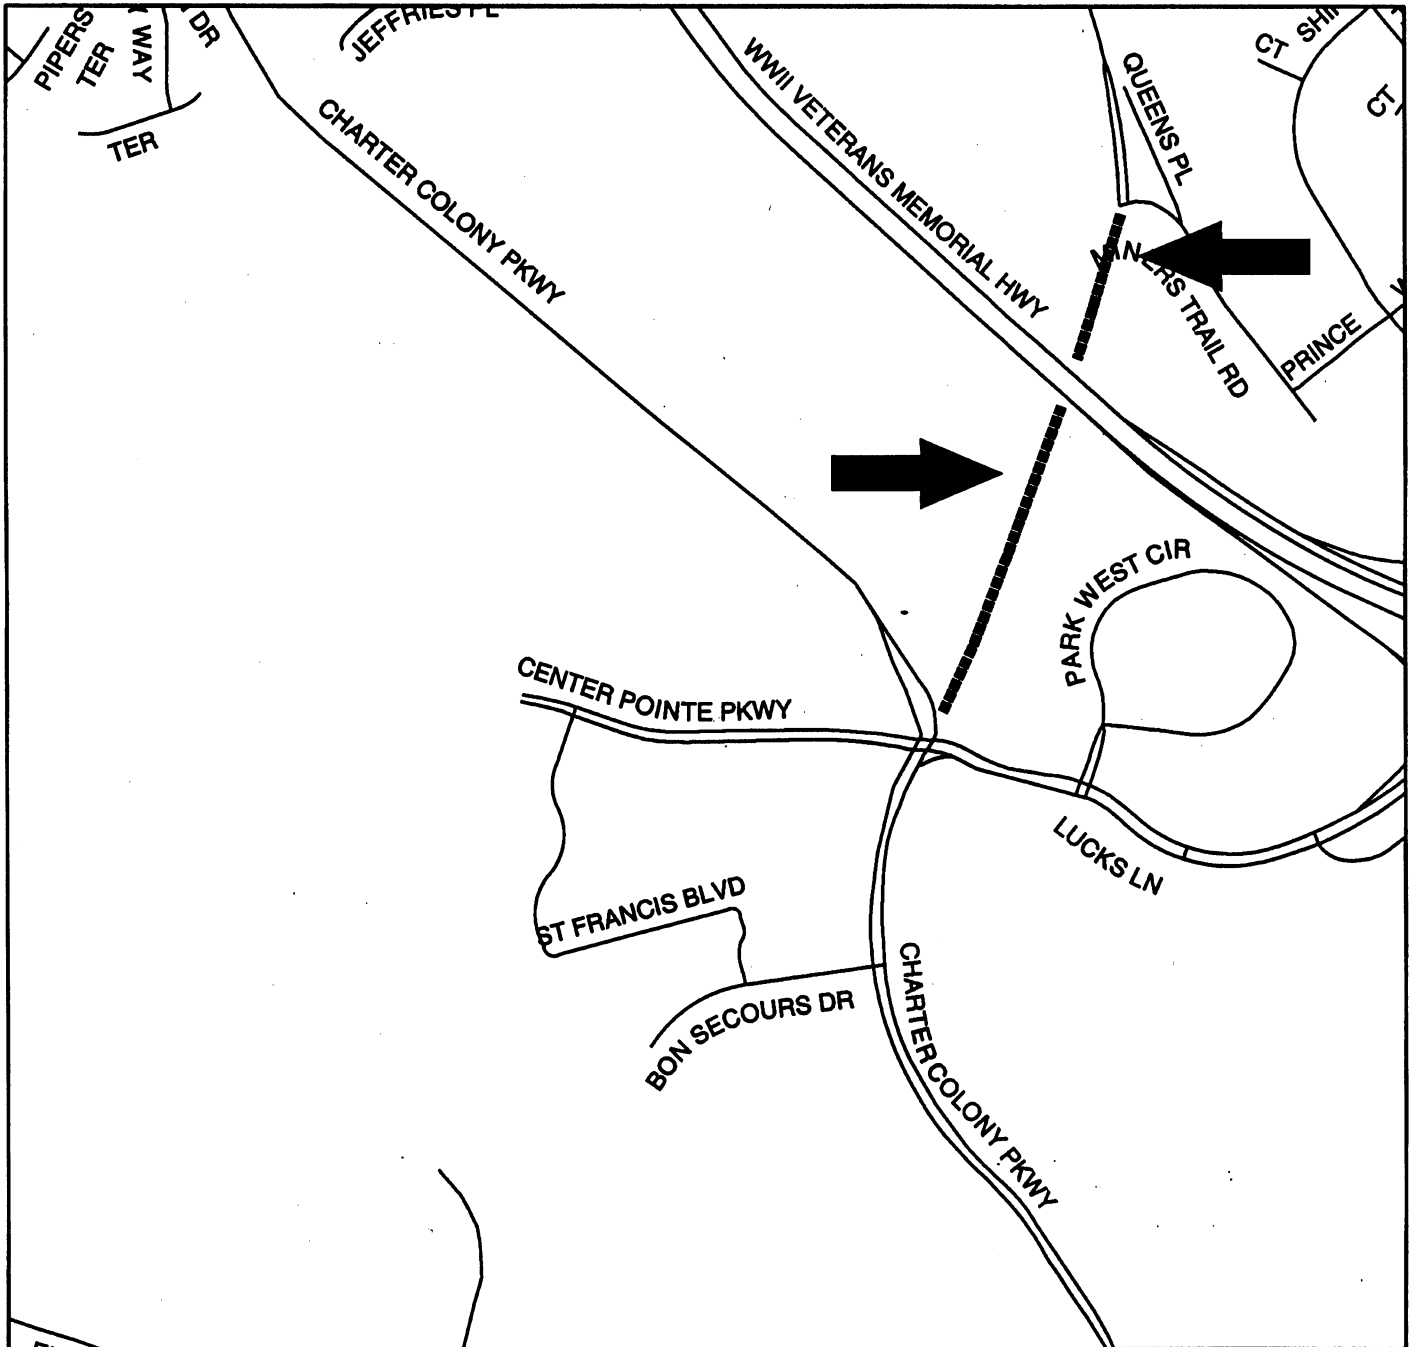 PIPERS
TER
WAY
DR
TER
JEFFRIES PL
CHARTER COLONY PKWY
WWII VETERANS MEMORIAL HWY
QUEENS PL
CT
CT
MINERS TRAIL RD
PRINCE
PARK WEST CIR
CENTER POINTE PKWY
LUCKS LN
ST FRANCIS BLVD
BON SECOURS DR
CHARTER COLONY PKWY